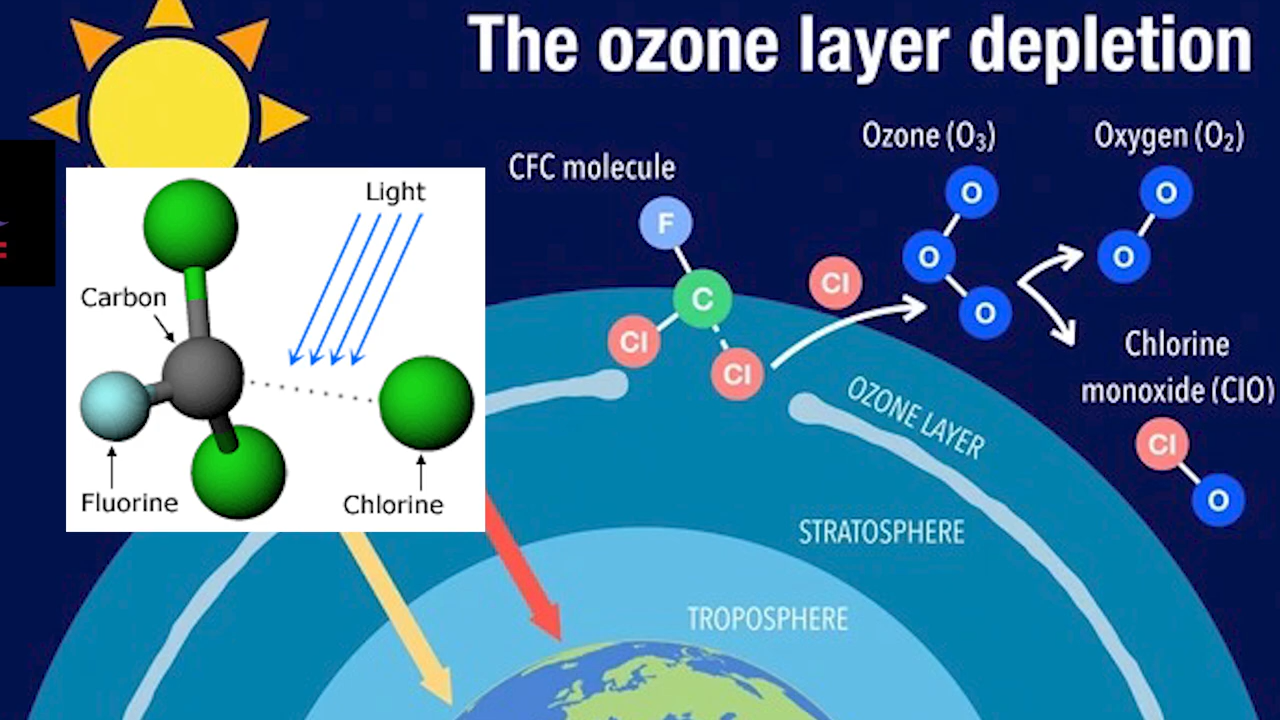 The ozone layer depletion
CFC molecule
Ozone (O₃)
Oxygen (O₂)
F
C
Cl
Cl
Cl
O
O
O
O
O
Chlorine
monoxide (ClO)
Cl
O
OZONE LAYER
STRATOSPHERE
TROPOSPHERE
Light
Carbon
Fluorine
Chlorine